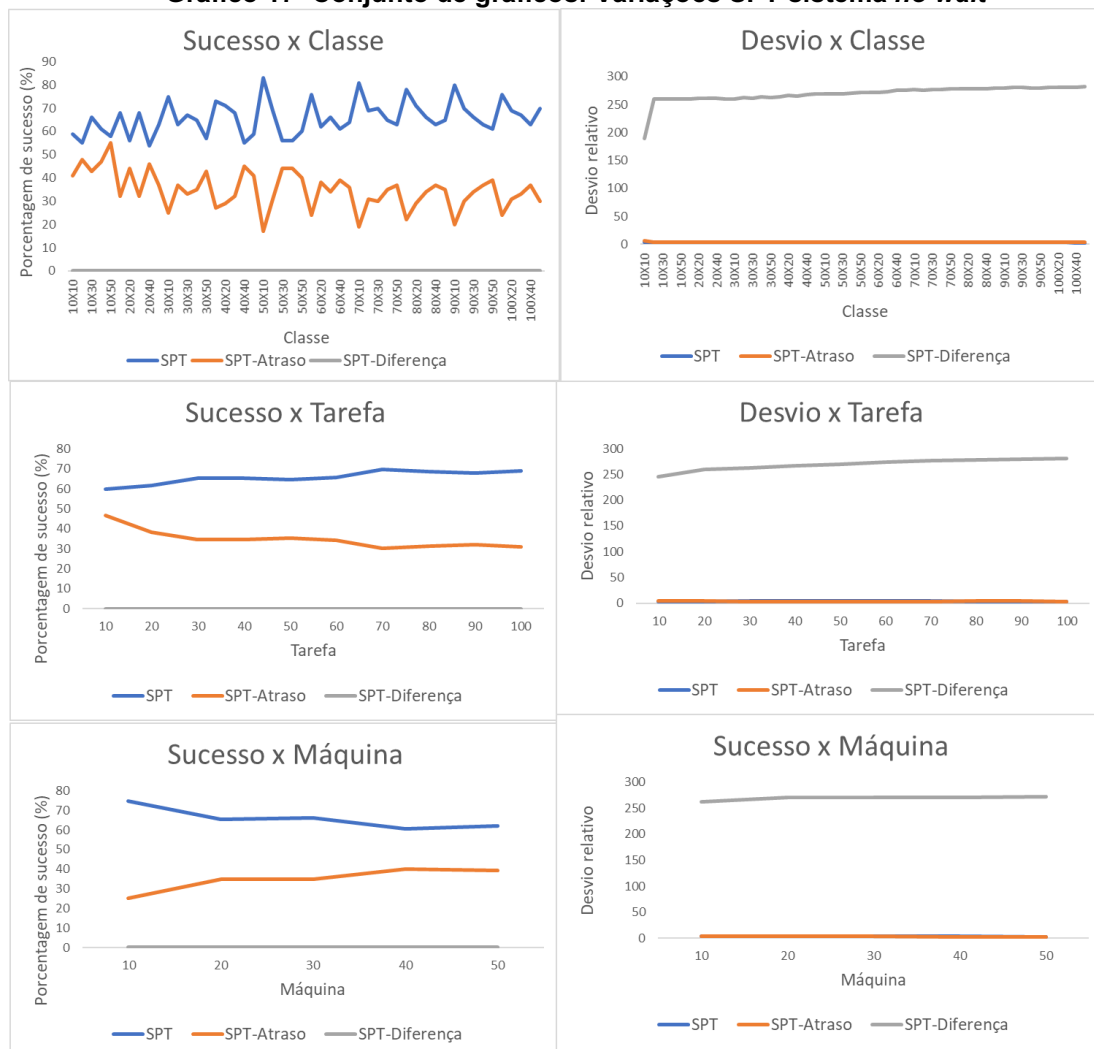 Gráfico 17- Conjunto de gráficos: Variações SPT sistema no-wait
Sucesso x Classe
Porcentagem de sucesso (%)
90
80
70
60
50
40
30
20
10
0
10X10
10X30
10X50
20X20
20X40
30X10
30X30
30X50
40X20
40X40
50X10
50X30
50X50
60X20
60X40
70X10
70X30
70X50
80X20
80X40
90X10
90X30
90X50
100X20
100X40
Classe
SPT SPT-Atraso SPT-Diferença
Desvio x Classe
Desvio relativo
300
250
200
150
100
50
0
10X10
10X30
10X50
20X20
20X40
30X10
30X30
30X50
40X20
40X40
50X10
50X30
50X50
60X20
60X40
70X10
70X30
70X50
80X20
80X40
90X10
90X30
90X50
100X20
100X40
Classe
SPT SPT-Atraso SPT-Diferença
Sucesso x Tarefa
Porcentagem de sucesso (%)
80
70
60
50
40
30
20
10
0
10 20 30 40 50 60 70 80 90 100
Tarefa
SPT SPT-Atraso SPT-Diferença
Desvio x Tarefa
Desvio relativo
300
250
200
150
100
50
0
10 20 30 40 50 60 70 80 90 100
Tarefa
SPT SPT-Atraso SPT-Diferença
Sucesso x Máquina
Porcentagem de sucesso (%)
80
70
60
50
40
30
20
10
0
10 20 30 40 50
Máquina
SPT SPT-Atraso SPT-Diferença
Sucesso x Máquina
Desvio relativo
300
250
200
150
100
50
0
10 20 30 40 50
Máquina
SPT SPT-Atraso SPT-Diferença